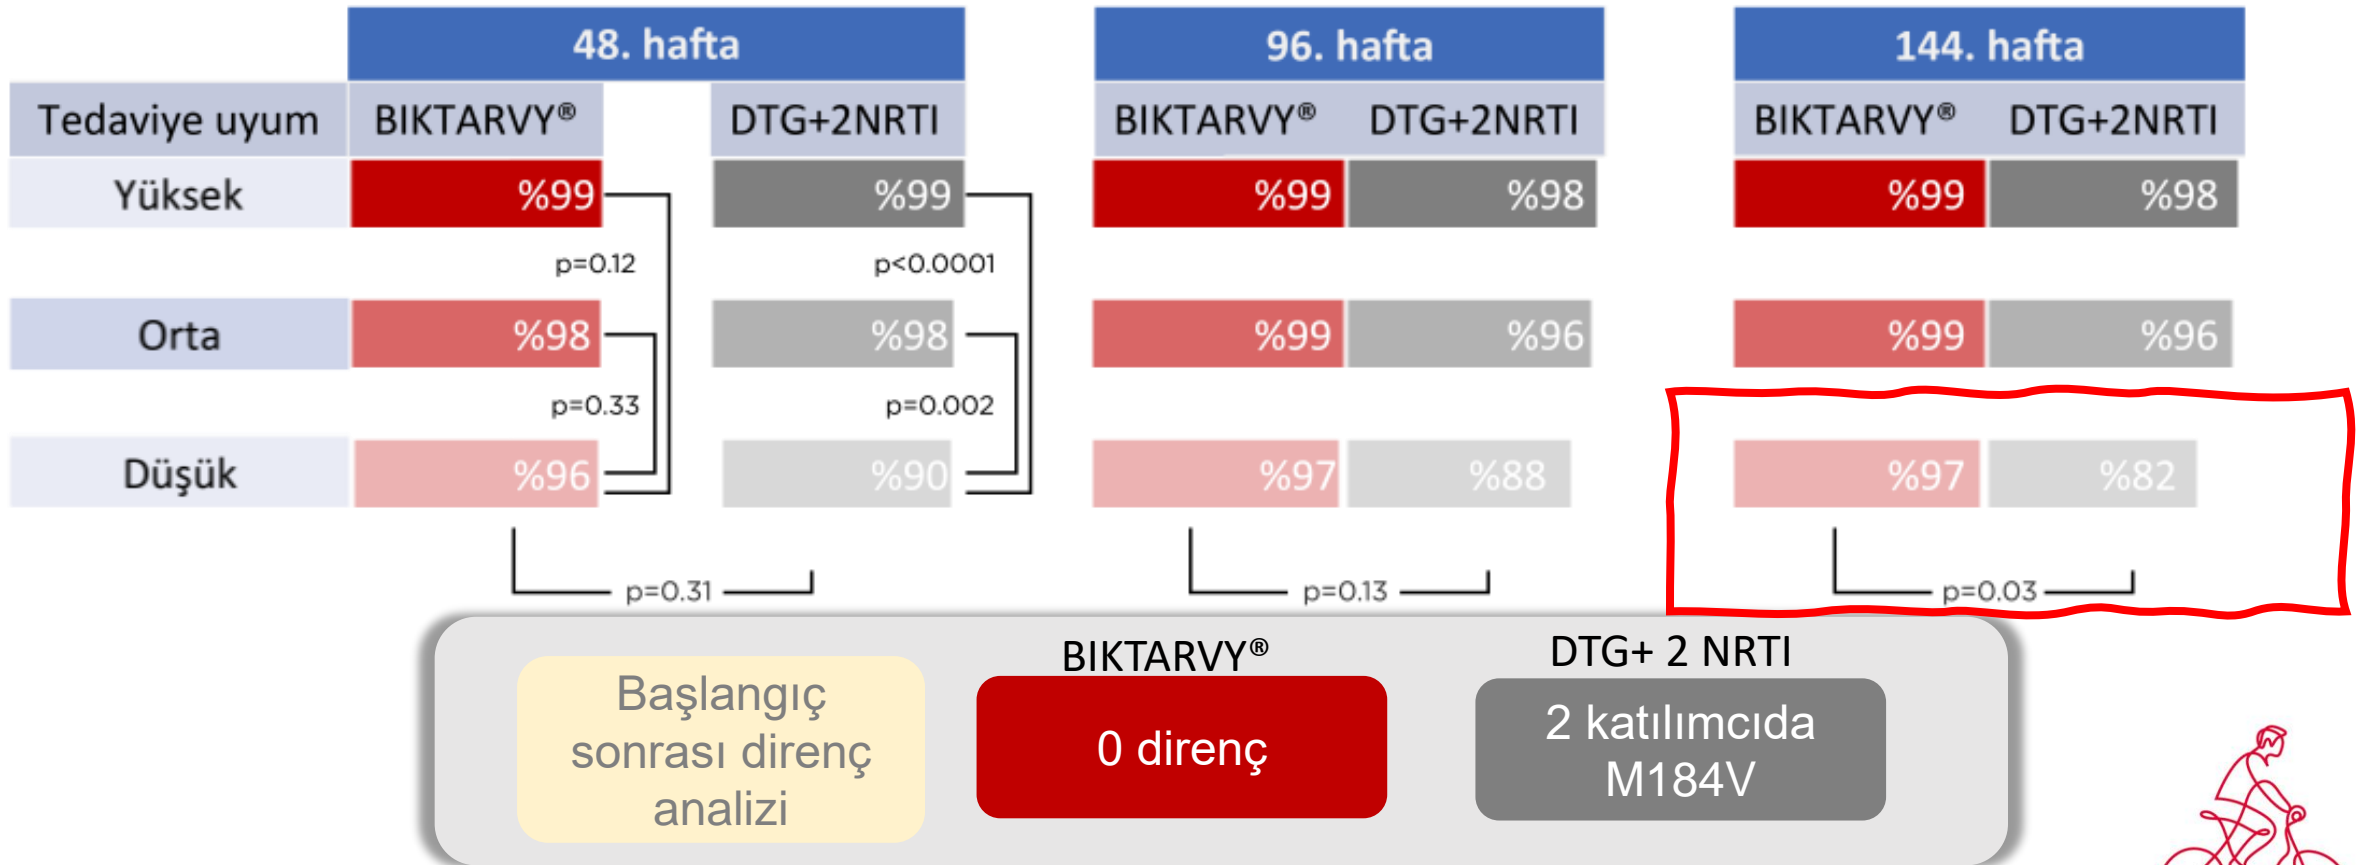 48. hafta 96. hafta 144. hafta
Tedaviye uyum BIKTARVY® DTG+2NRTI BIKTARVY® DTG+2NRTI BIKTARVY® DTG+2NRTI
Yüksek %99 %99 %99 %98 %99 %98
p=0.12 p<0.0001
Orta %98 %98 %99 %96 %99 %96
p=0.33 p=0.002
Düşük %96 %90 %97 %88 %97 %82
p=0.31 p=0.13 p=0.03
BIKTARVY® DTG+ 2 NRTI
Başlangıç
sonrası direnç
analizi
0 direnç
2 katılımcıda
M184V